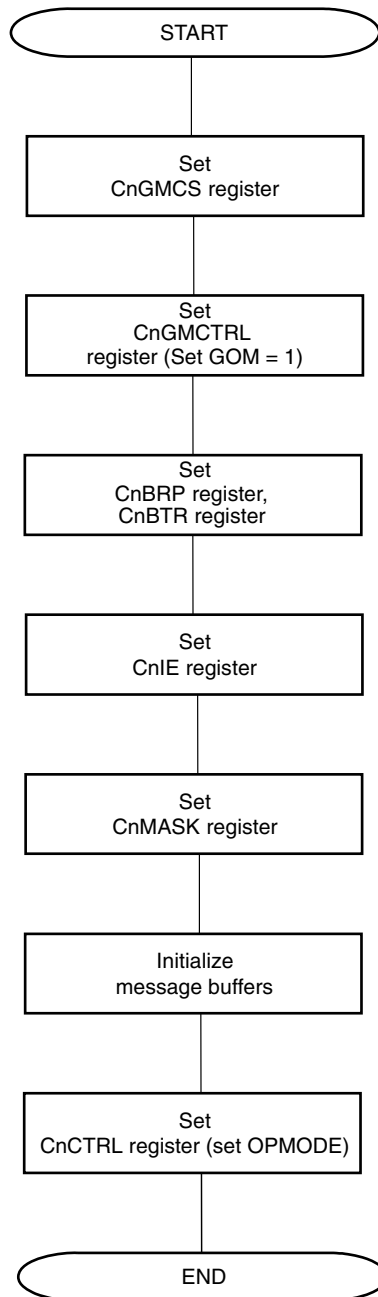 START
Set
CnGMCS register
Set
CnGMCTRL
register (Set GOM = 1)
Set
CnBRP register,
CnBTR register
Set
CnIE register
Set
CnMASK register
Initialize
message buffers
Set
CnCTRL register (set OPMODE)
END